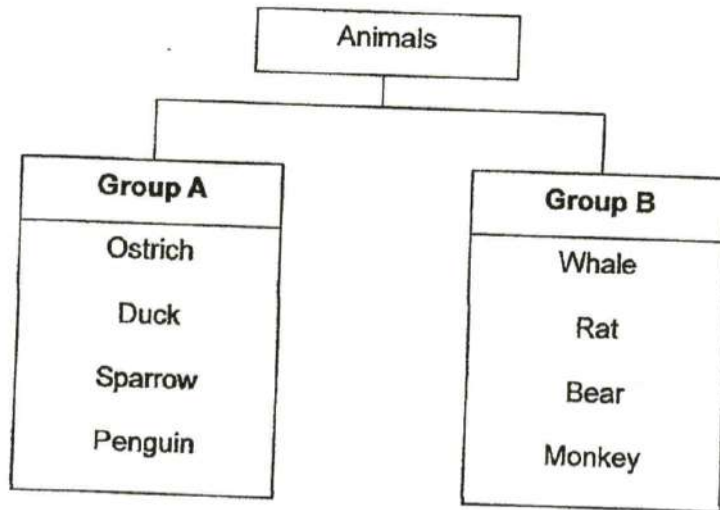 Animals
Group A
Ostrich
Duck
Sparrow
Penguin
Group B
Whale
Rat
Bear
Monkey